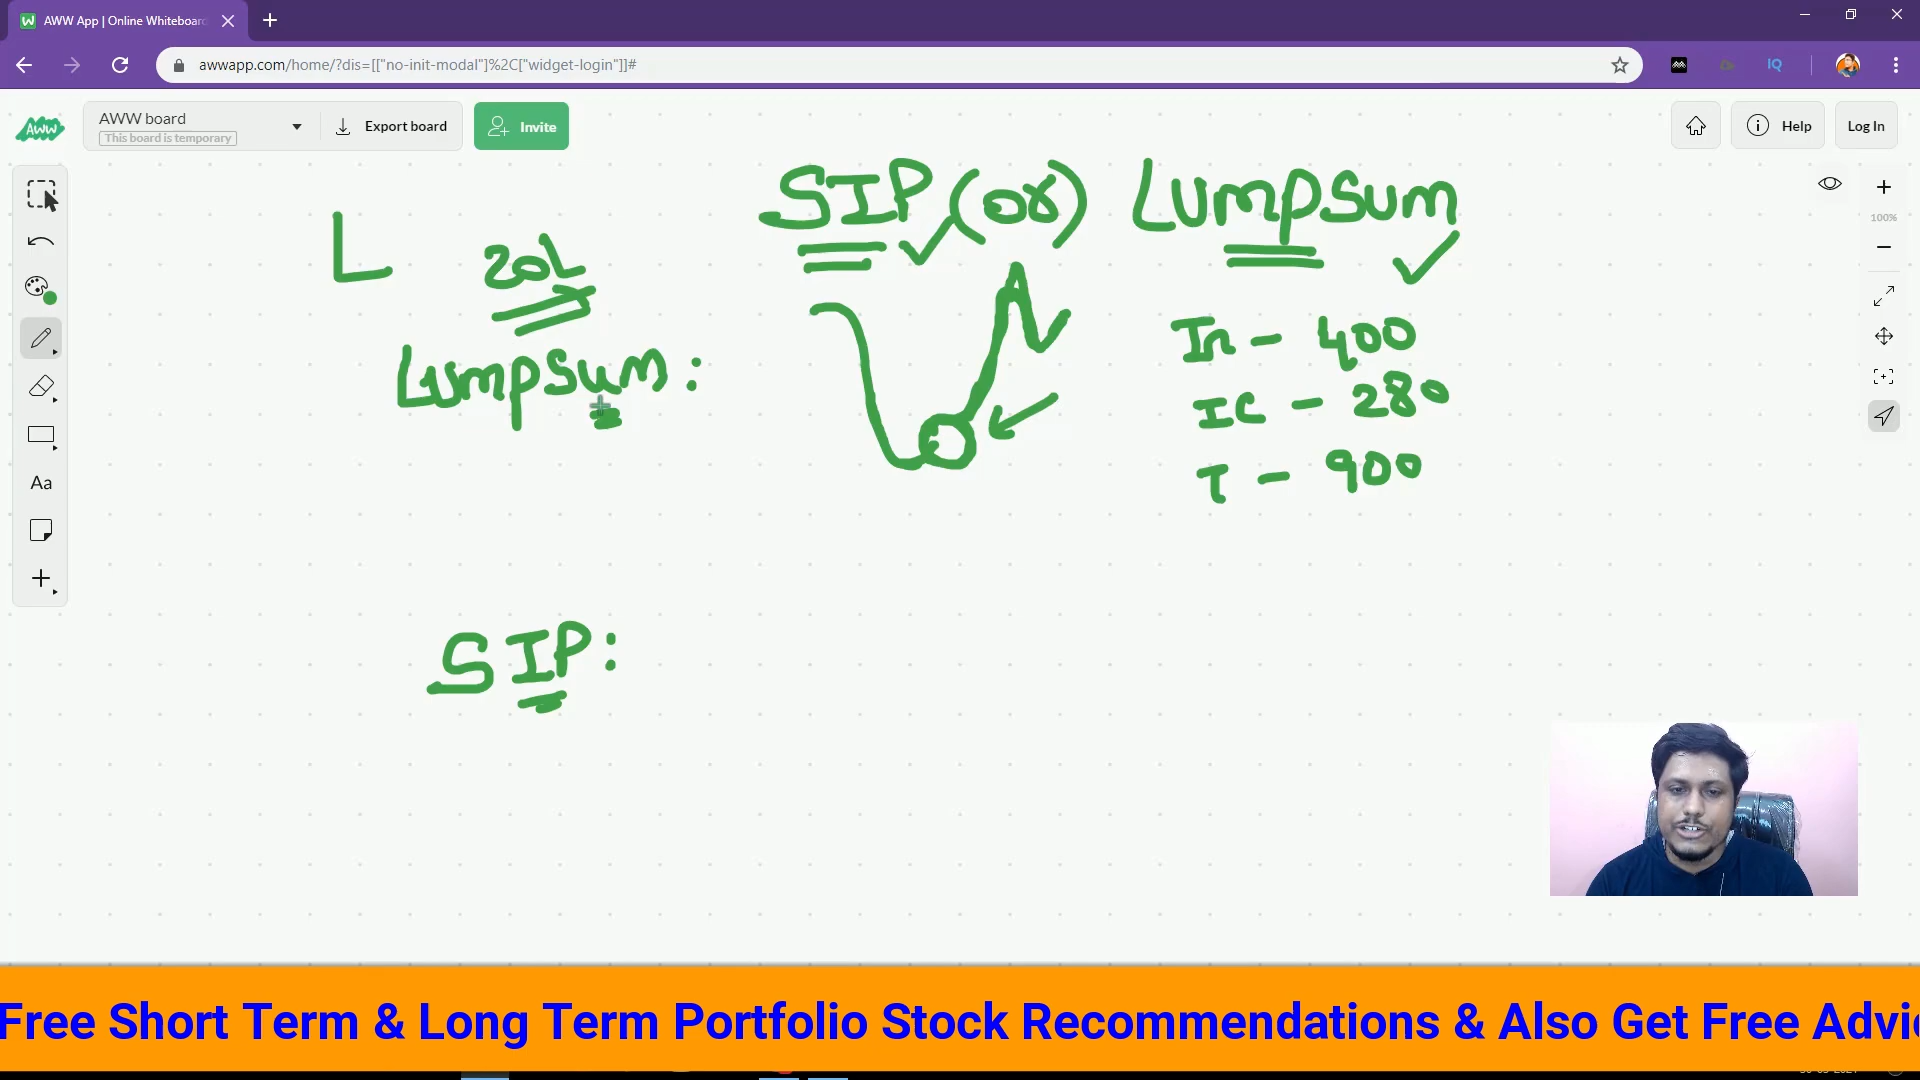 AWW App | Online Whiteboard
awwapp.com/home/?dis=[["no-init-modal"]%2C["widget-login"]]#
IQ
AWW
AWW board
This board is temporary
Export board
Invite
Help
Log In
100%
Aa
SIP (or) Lumpsum
L
20L
Lumpsum :
In - 400
IC - 280
T - 900
SIP :
Free Short Term & Long Term Portfolio Stock Recommendations & Also Get Free Advi